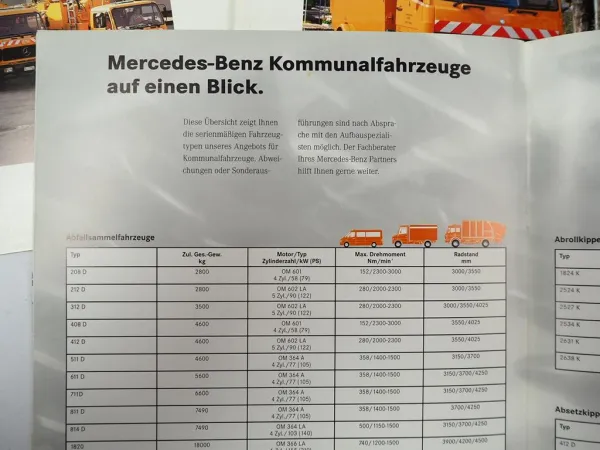 Mercedes-Benz Kommunalfahrzeuge
auf einen Blick.
Diese Übersicht zeigt Ihnen
die serienmäßigen Fahrzeug-
typen unseres Angebots für
Kommunalfahrzeuge. Abwei-
chungen oder Sonderaus-
führungen sind nach Abspra-
che mit den Aufbauspeziali-
sten möglich. Der Fachberater
Ihres Mercedes-Benz Partners
hilft Ihnen gerne weiter.
Abfallsammelfahrzeuge
Typ Zul. Ges.-Gew. kg Motor/Typ Zylinderzahl/kW (PS) Max. Drehmoment Nm/min Radstand mm
208 D 2800 OM 601 4 Zyl./58 (79) 152/2300-3000 3000/3550
212 D 2800 OM 602 LA 5 Zyl./90 (122) 280/2000-2300 3000/3550
312 D 3500 OM 602 LA 5 Zyl./90 (122) 280/2000-2300 3000/3550/4025
408 D 4600 OM 601 4 Zyl./58 (79) 152/2300-3000 3550/4025
412 D 4600 OM 602 LA 5 Zyl./90 (122) 280/2000-2300 3550/4025
511 D 4600 OM 364 A 4 Zyl./77 (105) 358/1400-1500 3150/3700
611 D 5600 OM 364 A 4 Zyl./77 (105) 358/1400-1500 3150/3700/4250
711D 6600 OM 364 A 4 Zyl./77 (105) 358/1400-1500 3150/3700/4250
811 D 7490 OM 364 A 4 Zyl./77 (105) 358/1400-1500 3700/4250
814 D 7490 OM 364 LA 4 Zyl./103 (140) 500/1150-1500 3150/3700/4250
1820 18000 OM 366 LA 740/1200-1500 3900/4200/4500
Abrollkippe
Typ
1824 K
2524 K
2527 K
2534 K
2631 K
2638 K
Absetzkippe
Typ
412 D